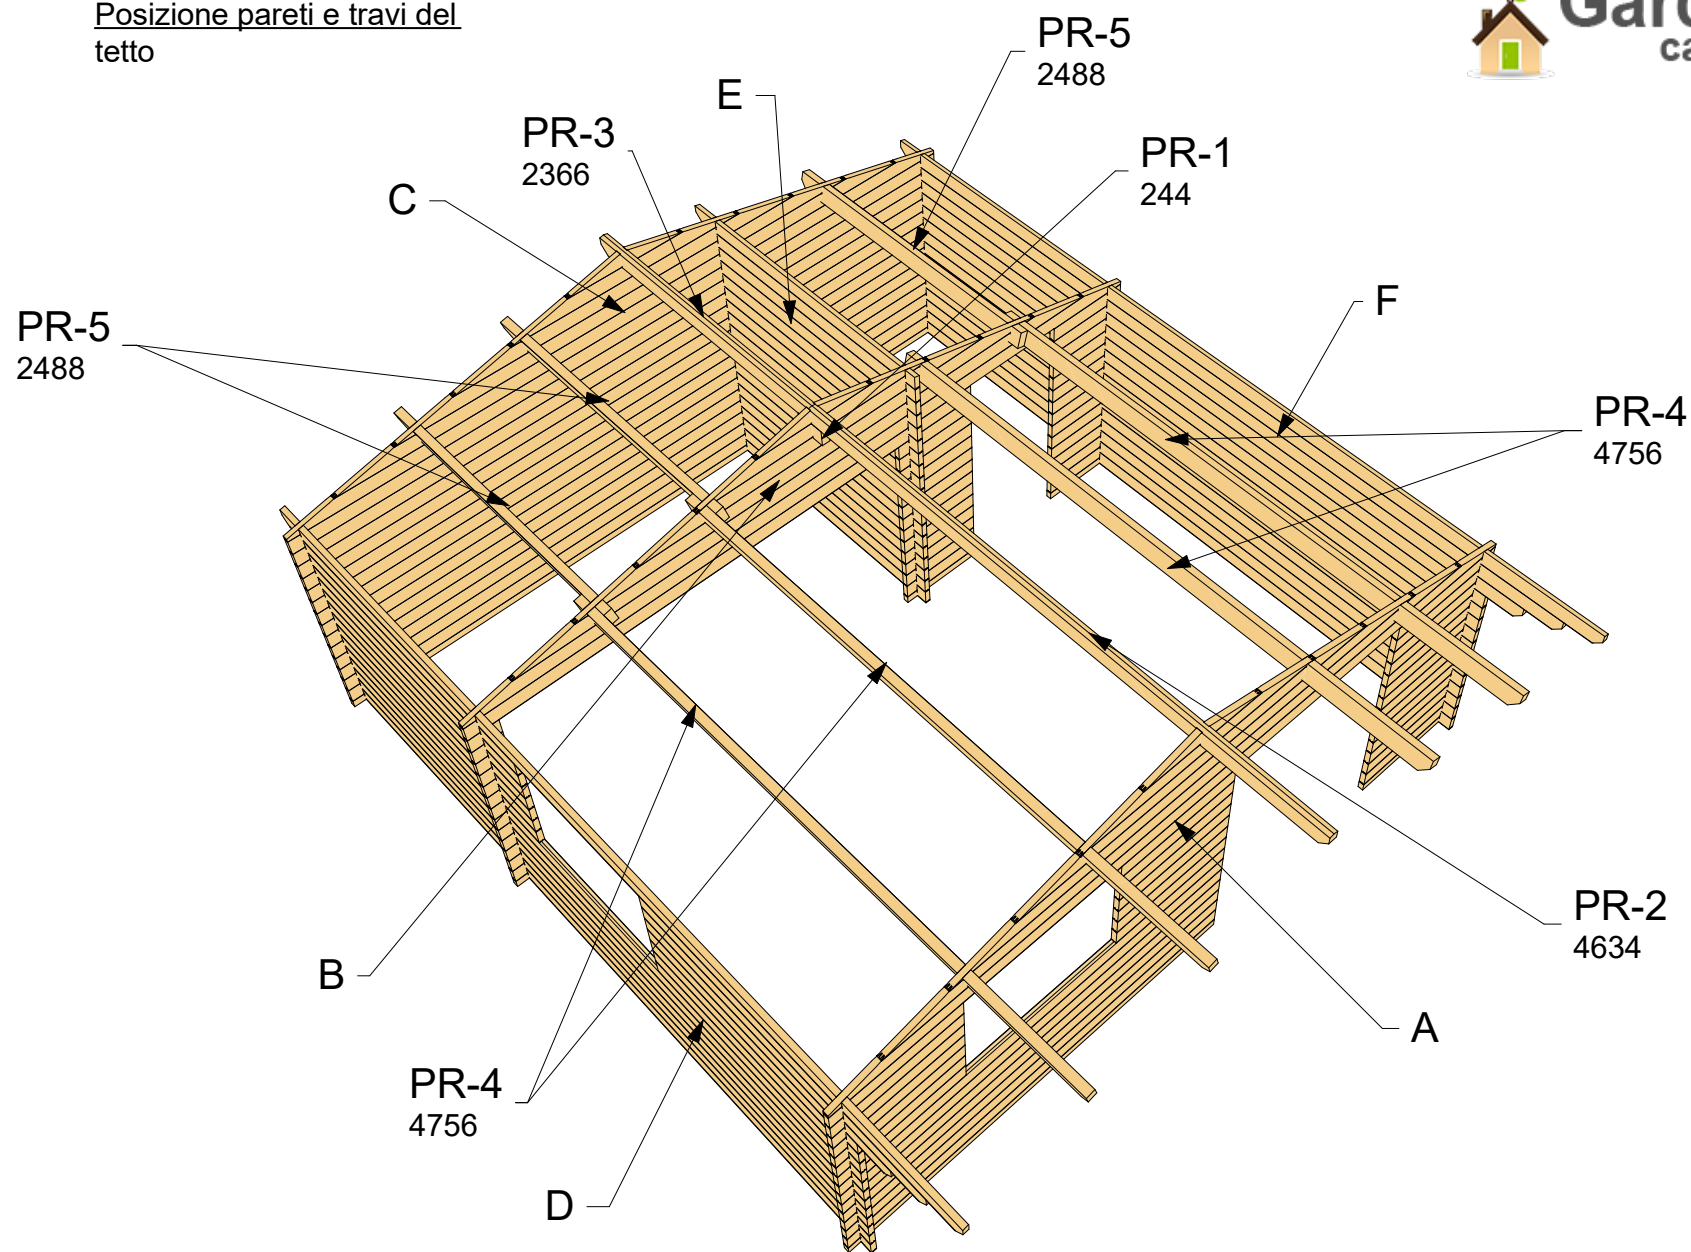 Posizione pareti e travi del
tetto
PR-5
2488
E
PR-3
2366
PR-1
244
C
F
PR-5
2488
PR-4
4756
PR-2
4634
B
A
PR-4
4756
D